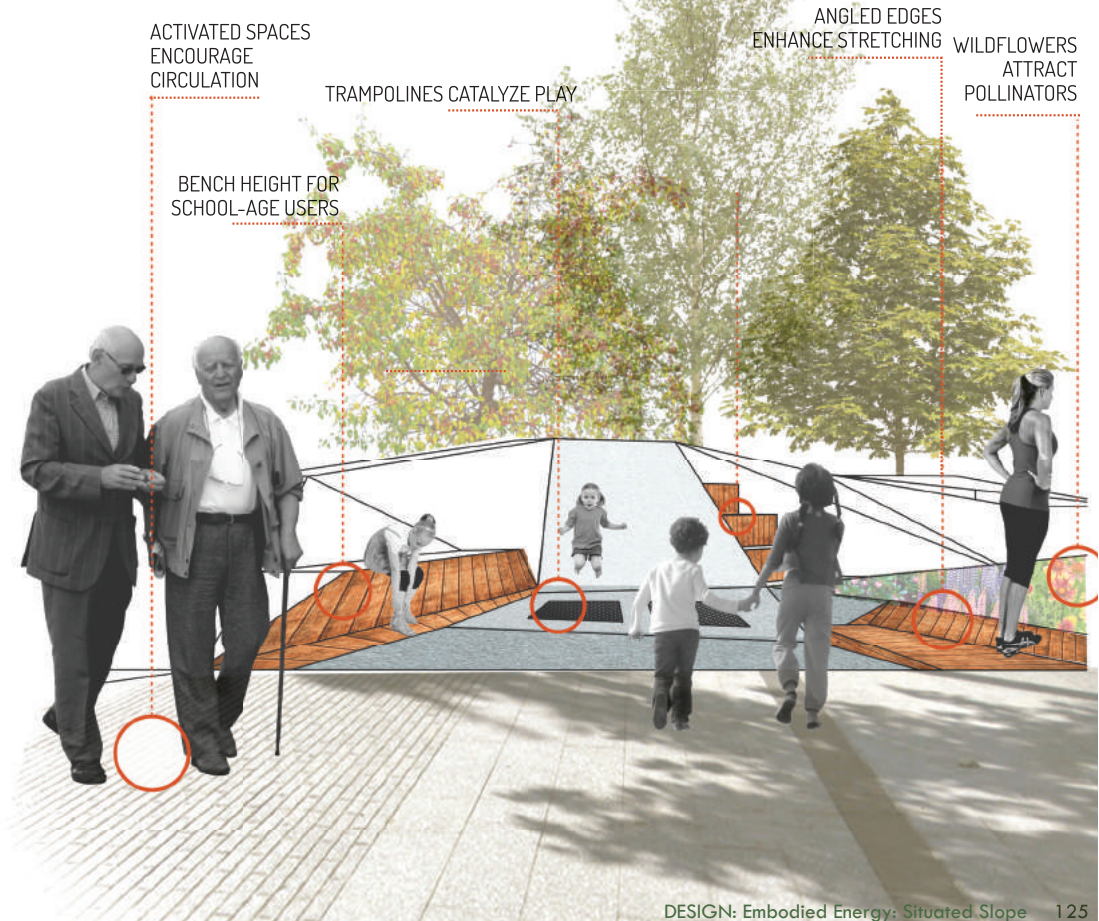 ACTIVATED SPACES
ENCOURAGE
CIRCULATION
TRAMPOLINES CATALYZE PLAY
BENCH HEIGHT FOR
SCHOOL-AGE USERS
ANGLED EDGES
ENHANCE STRETCHING
WILDFLOWERS
ATTRACT
POLLINATORS
DESIGN: Embodied Energy: Situated Slope 125